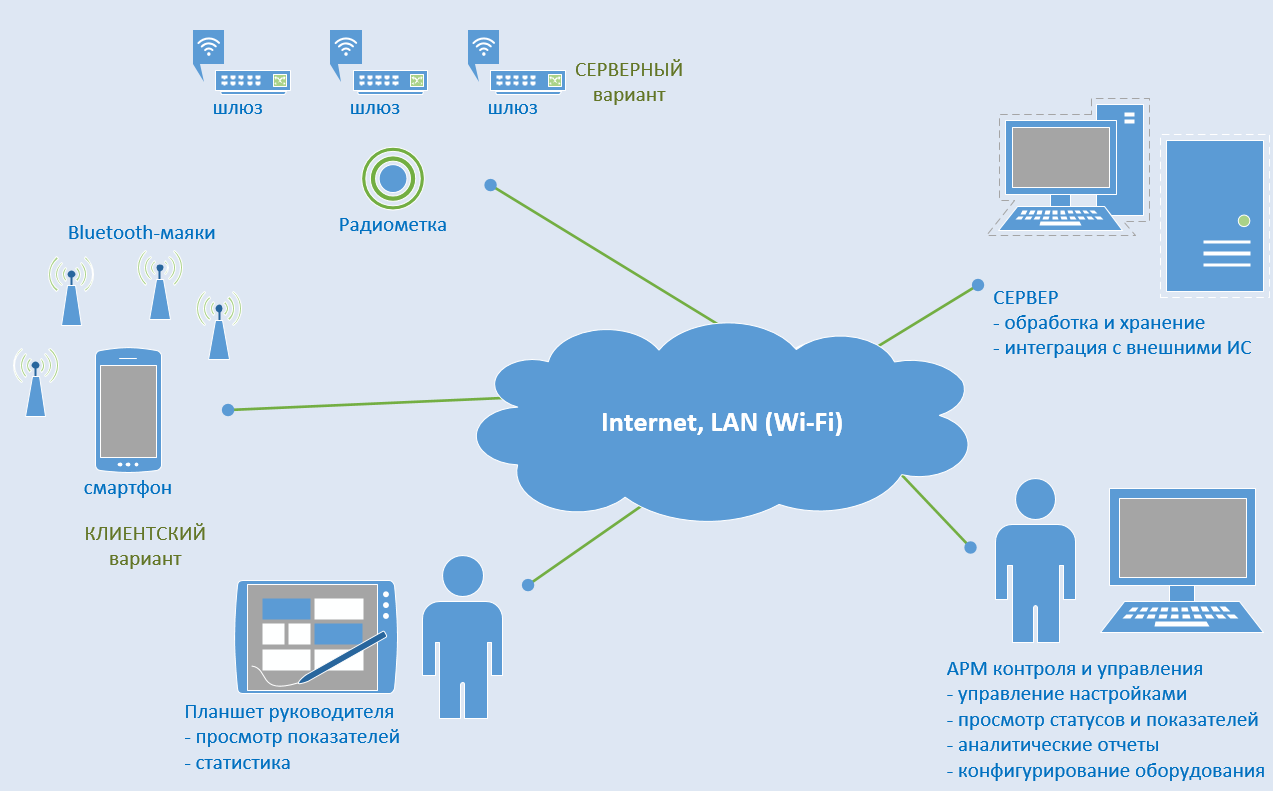 шлюз
шлюз
шлюз
СЕРВЕРНЫЙ
вариант
Радиометка
Bluetooth-маяки
смартфон
КЛИЕНТСКИЙ
вариант
Internet, LAN (Wi-Fi)
СЕРВЕР
- обработка и хранение
- интеграция с внешними ИС
Планшет руководителя
- просмотр показателей
- статистика
АРМ контроля и управления
- управление настройками
- просмотр статусов и показателей
- аналитические отчеты
- конфигурирование оборудования